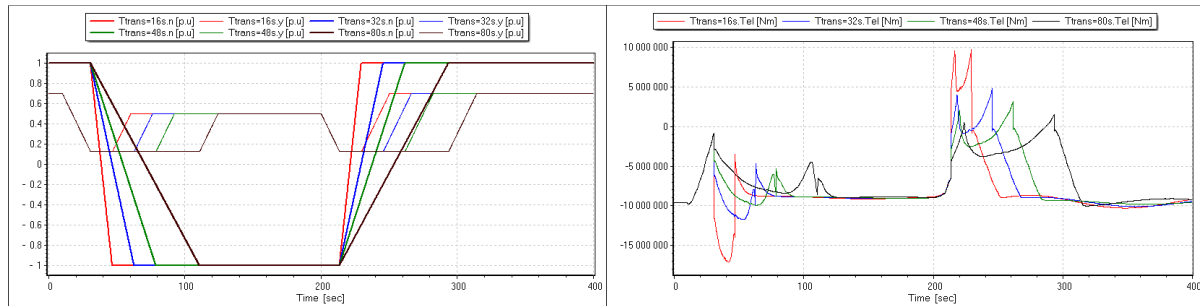 Ttrans=16s.n [p.u] Ttrans=16s.y [p.u] Ttrans=32s.n [p.u] Ttrans=32s.y [p.u]
Ttrans=48s.n [p.u] Ttrans=48s.y [p.u] Ttrans=80s.n [p.u] Ttrans=80s.y [p.u]
1
0.8
0.6
0.4
0.2
0
- 0.2
- 0.4
- 0.6
- 0.8
- 1
0 100 200 300 400
Time [sec]
Ttrans=16s.Tel [Nm] Ttrans=32s.Tel [Nm] Ttrans=48s.Tel [Nm] Ttrans=80s.Tel [Nm]
10 000 000
5 000 000
0
-5 000 000
-10 000 000
-15 000 000
0 100 200 300 400
Time [sec]